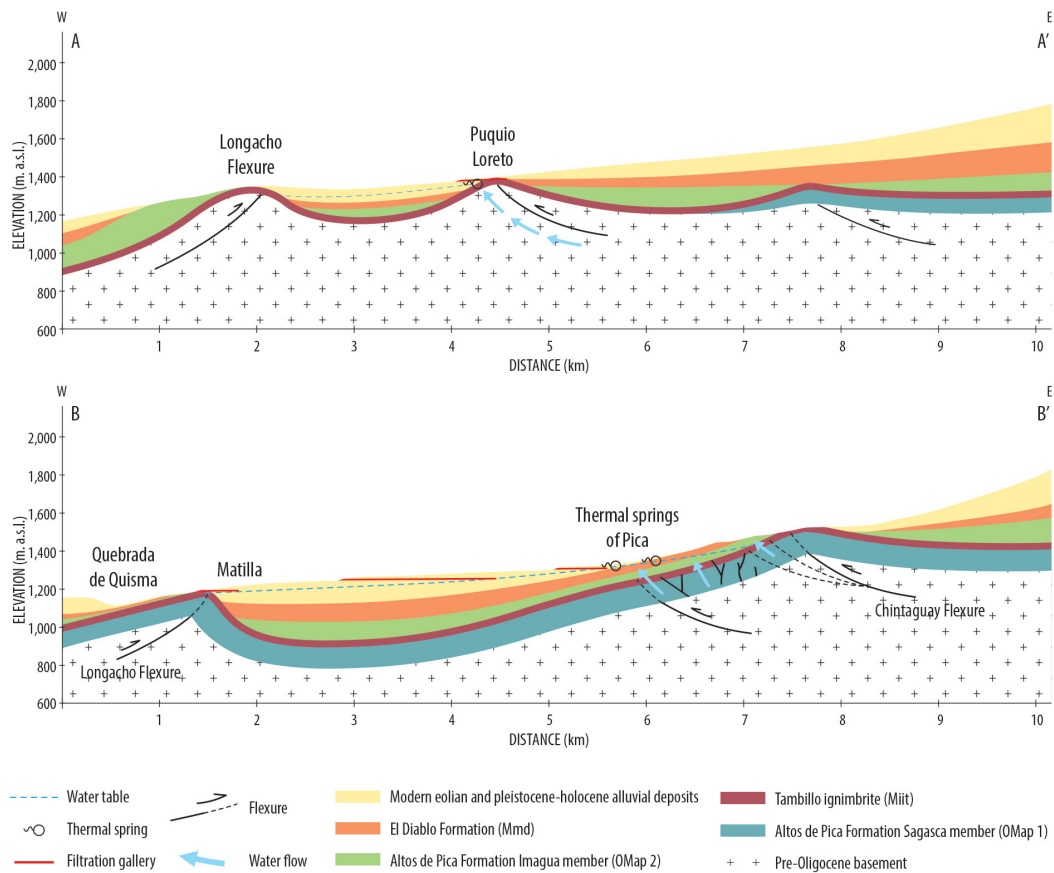 W
E
A
A'
ELEVATION (m. a.s.l.)
2,000
1,800
1,600
1,400
1,200
1,000
800
600
Longacho
Flexure
Puquio
Loreto
1
2
3
4
5
6
7
8
9
10
DISTANCE (km)
W
E
B
B'
ELEVATION (m. a.s.l.)
2,000
1,800
1,600
1,400
1,200
1,000
800
600
Quebrada
de Quisma
Matilla
Thermal springs
of Pica
Longacho Flexure
Chintaguay Flexure
1
2
3
4
5
6
7
8
9
10
DISTANCE (km)
Water table
Flexure
Modern eolian and pleistocene-holocene alluvial deposits
Tambillo ignimbrite (Miit)
Thermal spring
El Diablo Formation (Mmd)
Altos de Pica Formation Sagasca member (OMap 1)
Filtration gallery
Water flow
Altos de Pica Formation Imagua member (OMap 2)
Pre-Oligocene basement